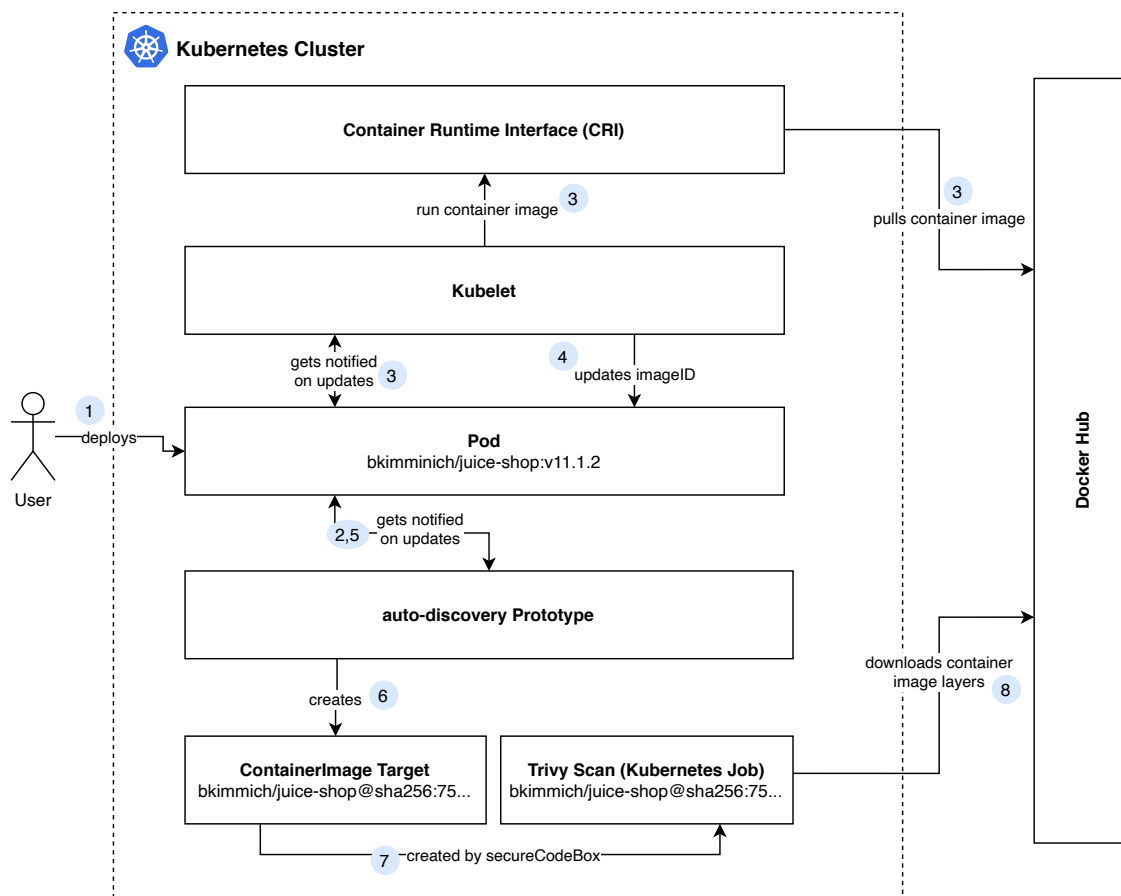 Kubernetes Cluster
Container Runtime Interface (CRI)
3
run container image
3
pulls container image
Kubelet
gets notified
on updates
3
4
updates imageID
1
deploys
User
Pod
bkimminich/juice-shop:v11.1.2
2,5
gets notified
on updates
auto-discovery Prototype
creates
6
downloads container
image layers
8
ContainerImage Target
bkimmich/juice-shop@sha256:75...
Trivy Scan (Kubernetes Job)
bkimmich/juice-shop@sha256:75...
7
created by secureCodeBox
Docker Hub